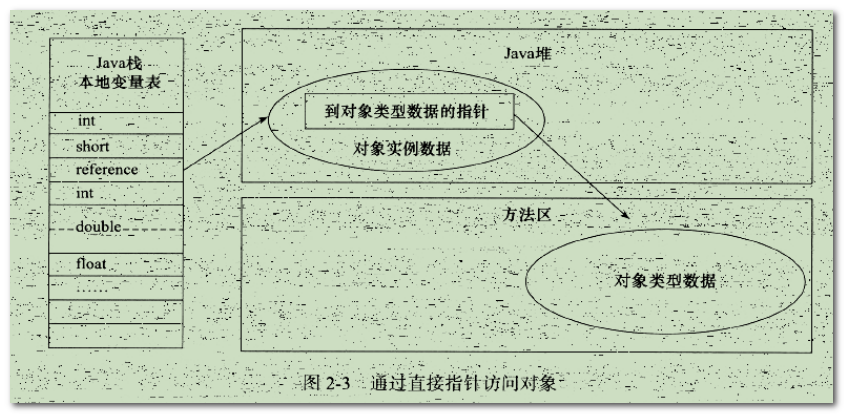 Java栈
本地变量表
int
short
reference
int
double
float
Java堆
到对象类型数据的指针
对象实例数据
方法区
对象类型数据
图 2-3 通过直接指针访问对象